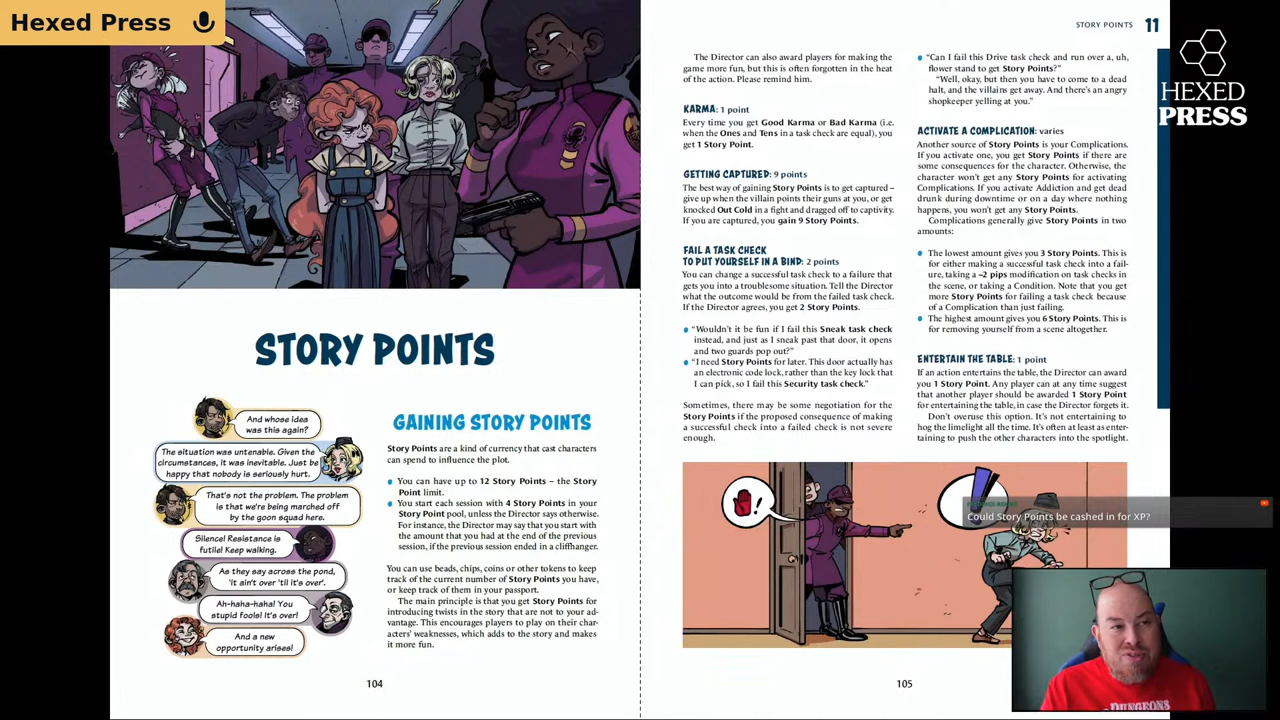 Hexed Press
STORY POINTS 11
HEXED
PRESS
STORY POINTS
And whose idea
was this again?
The situation was untenable. Given the
circumstances, it was inevitable. Just be
happy that nobody is seriously hurt.
That's not the problem. The problem
is that we're being marched off
by the goon squad here.
Silence! Resistance is
futile! Keep walking.
As they say across the pond,
'it ain't over 'til it's over'.
Ah-haha-haha! You
stupid fools! It's over!
And a new
opportunity arises!
GAINING STORY POINTS
Story Points are a kind of currency that cast characters
can spend to influence the plot.
• You can have up to 12 Story Points – the Story
Point limit.
• You start each session with 4 Story Points in your
Story Point pool, unless the Director says otherwise.
For instance, the Director may say that you start with
the amount that you had at the end of the previous
session, if the previous session ended in a cliffhanger.
You can use beads, chips, coins or other tokens to keep
track of the current number of Story Points you have,
or keep track of them in your passport.
The main principle is that you get Story Points for
introducing twists in the story that are not to your ad-
vantage. This encourages players to play on their char-
acters' weaknesses, which adds to the story and makes
it more fun.
104
The Director can also award players for making the
game more fun, but this is often forgotten in the heat
of the action. Please remind him.
KARMA: 1 point
Every time you get Good Karma or Bad Karma (i.e.
when the Ones and Tens in a task check are equal), you
get 1 Story Point.
GETTING CAPTURED: 9 points
The best way of gaining Story Points is to get captured –
give up when the villain points their guns at you, or get
knocked Out Cold in a fight and dragged off to captivity.
If you are captured, you gain 9 Story Points.
FAIL A TASK CHECK
TO PUT YOURSELF IN A BIND: 2 points
You can change a successful task check to a failure that
gets you into a troublesome situation. Tell the Director
what the outcome would be from the failed task check.
If the Director agrees, you get 2 Story Points.
• "Wouldn't it be fun if I fail this Sneak task check
instead, and just as I sneak past that door, it opens
and two guards pop out?"
• "I need Story Points for later. This door actually has
an electronic code lock, rather than the key lock that
I can pick, so I fail this Security task check."
Sometimes, there may be some negotiation for the
Story Points if the proposed consequence of making
a successful check into a failed check is not severe
enough.
• "Can I fail this Drive task check and run over a, uh,
flower stand to get Story Points?"
"Well, okay, but then you have to come to a dead
halt, and the villains get away. And there's an angry
shopkeeper yelling at you."
ACTIVATE A COMPLICATION: varies
Another source of Story Points is your Complications.
If you activate one, you get Story Points if there are
some consequences for the character. Otherwise, the
character won't get any Story Points for activating
Complications. If you activate Addiction and get dead
drunk during downtime or on a day where nothing
happens, you won't get any Story Points.
Complications generally give Story Points in two
amounts:
• The lowest amount gives you 3 Story Points. This is
for either making a successful task check into a fail-
ure, taking a –2 pips modification on task checks in
the scene, or taking a Condition. Note that you get
more Story Points for failing a task check because
of a Complication than just failing.
• The highest amount gives you 6 Story Points. This is
for removing yourself from a scene altogether.
ENTERTAIN THE TABLE: 1 point
If an action entertains the table, the Director can award
you 1 Story Point. Any player can at any time suggest
that another player should be awarded 1 Story Point
for entertaining the table, in case the Director forgets it.
Don't overuse this option. It's not entertaining to
hog the limelight all the time. It's often at least as enter-
taining to push the other characters into the spotlight.
!
Could Story Points be cashed in for XP?
105
DUNGEONS